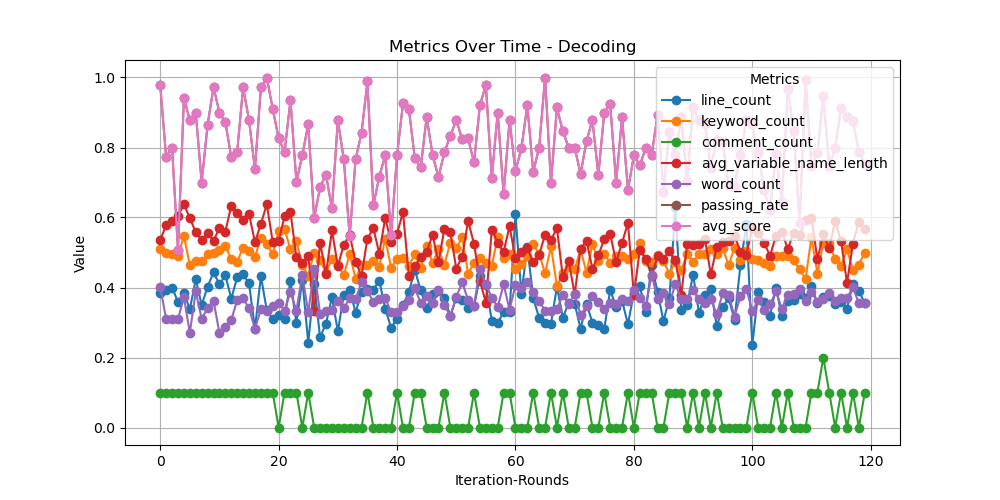 Metrics Over Time - Decoding
Metrics
line_count
keyword_count
comment_count
avg_variable_name_length
word_count
passing_rate
avg_score
Value
1.0
0.8
0.6
0.4
0.2
0.0
0 20 40 60 80 100 120
Iteration-Rounds